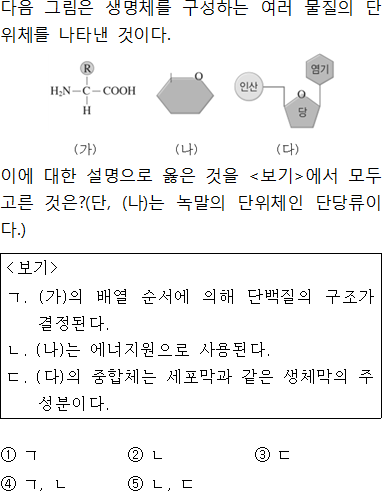 다음 그림은 생명체를 구성하는 여러 물질의 단
위체를 나타낸 것이다.
R
H₂N－C－COOH
H
(가)
O
(나)
인산
염기
O
당
(다)
이에 대한 설명으로 옳은 것을 <보기>에서 모두
고른 것은?(단, (나)는 녹말의 단위체인 단당류이
다.)
<보기>
ㄱ. (가)의 배열 순서에 의해 단백질의 구조가
결정된다.
ㄴ. (나)는 에너지원으로 사용된다.
ㄷ. (다)의 중합체는 세포막과 같은 생체막의 주
성분이다.
① ㄱ ② ㄴ ③ ㄷ
④ ㄱ, ㄴ ⑤ ㄴ, ㄷ